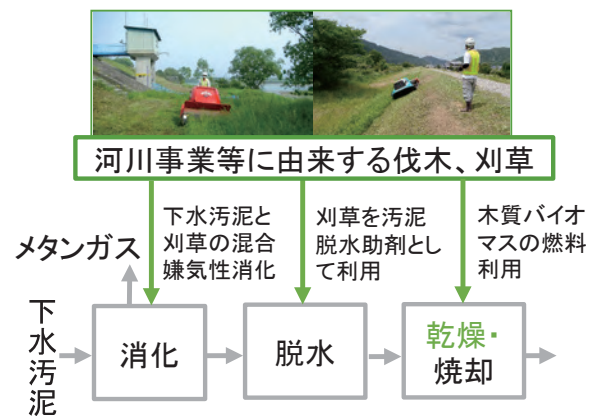 河川事業等に由来する伐木、刈草
下水汚泥と
刈草の混合
嫌気性消化
刈草を汚泥
脱水助剤とし
て利用
木質バイオ
マスの燃料
利用
メタンガス
下水汚泥
消化
脱水
乾燥・
焼却